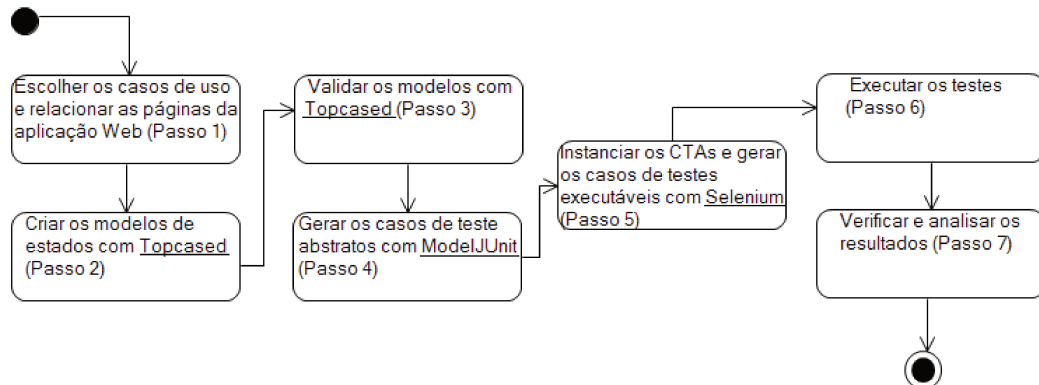 Escolher os casos de uso
e relacionar as páginas da
aplicação Web (Passo 1)
Criar os modelos de
estados com Topcased
(Passo 2)
Validar os modelos com
Topcased (Passo 3)
Gerar os casos de teste
abstratos com ModelJUnit
(Passo 4)
Instanciar os CTAs e gerar
os casos de testes
executáveis com Selenium
(Passo 5)
Executar os testes
(Passo 6)
Verificar e analisar os
resultados (Passo 7)